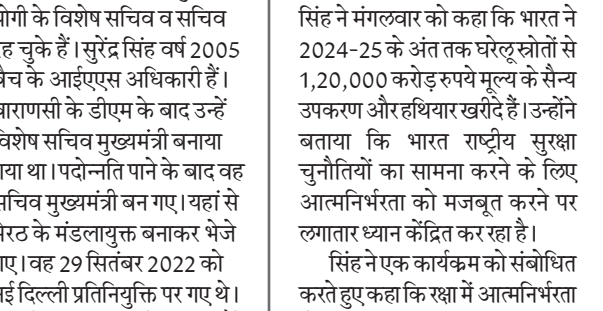 योगी के विशेष सचिव व सचिव
रह चुके हैं। सुरेंद्र सिंह वर्ष 2005
बैच के आईएएस अधिकारी हैं।
वाराणसी के डीएम के बाद उन्हें
विशेष सचिव मुख्यमंत्री बनाया
गया था। पदोन्नति पाने के बाद वह
सचिव मुख्यमंत्री बन गए। यहां से
मेरठ के मंडलायुक्त बनाकर भेजे
गए। वह 29 सितंबर 2022 को
नई दिल्ली प्रतिनियुक्ति पर गए थे।
सिंह ने मंगलवार को कहा कि भारत ने
2024-25 के अंत तक घरेलू स्रोतों से
1,20,000 करोड़ रुपये मूल्य के सैन्य
उपकरण और हथियार खरीदे हैं। उन्होंने
बताया कि भारत राष्ट्रीय सुरक्षा
चुनौतियों का सामना करने के लिए
आत्मनिर्भरता को मजबूत करने पर
लगातार ध्यान केंद्रित कर रहा है।
सिंह ने एक कार्यक्रम को संबोधित
करते हुए कहा कि रक्षा में आत्मनिर्भरता